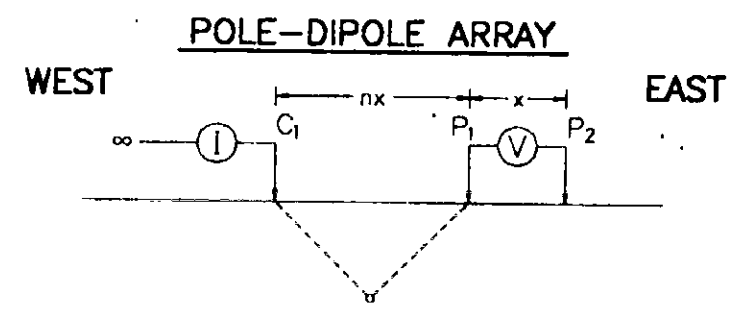 POLE-DIPOLE ARRAY
WEST
EAST
nx
x
C₁
P₁
P₂
∞
I
V